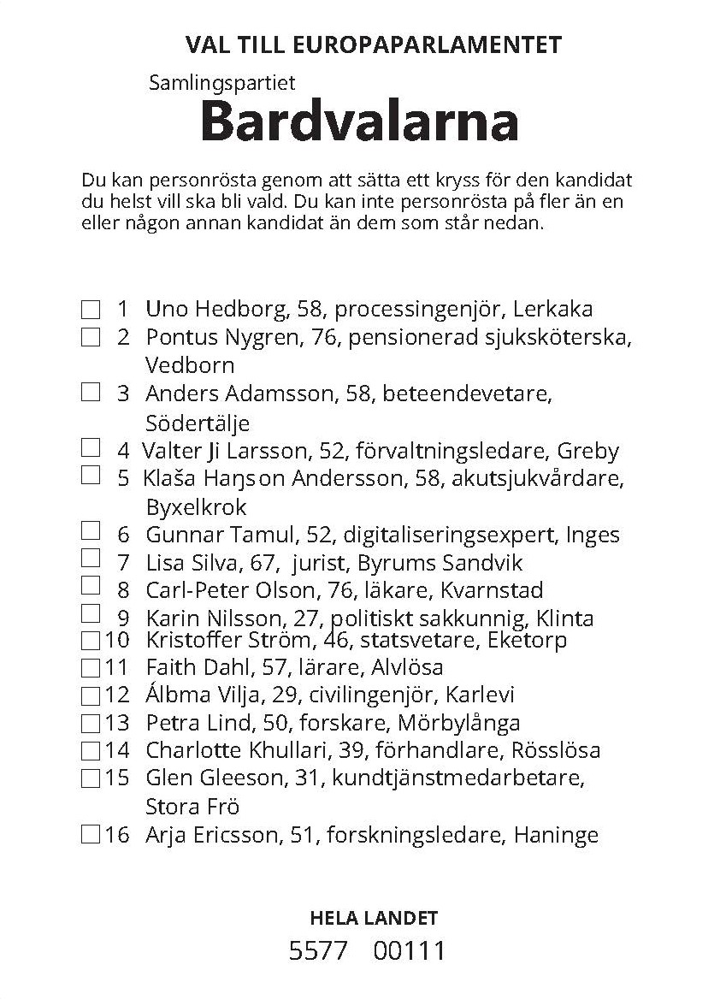 VAL TILL EUROPAPARLAMENTET
Samlingspartiet
Bardvalarna
Du kan personrösta genom att sätta ett kryss för den kandidat
du helst vill ska bli vald. Du kan inte personrösta på fler än en
eller någon annan kandidat än dem som står nedan.
1 Uno Hedborg, 58, processingenjör, Lerkaka
2 Pontus Nygren, 76, pensionerad sjuksköterska,
Vedborn
3 Anders Adamsson, 58, beteendevetare,
Södertälje
4 Valter Ji Larsson, 52, förvaltningsledare, Greby
5 Klaša Haŋson Andersson, 58, akutsjukvårdare,
Byxelkrok
6 Gunnar Tamul, 52, digitaliseringsexpert, Inges
7 Lisa Silva, 67, jurist, Byrums Sandvik
8 Carl-Peter Olson, 76, läkare, Kvarnstad
9 Karin Nilsson, 27, politiskt sakkunnig, Klinta
10 Kristoffer Ström, 46, statsvetare, Eketorp
11 Faith Dahl, 57, lärare, Alvlösa
12 Álbma Vilja, 29, civilingenjör, Karlevi
13 Petra Lind, 50, forskare, Mörbylånga
14 Charlotte Khullari, 39, förhandlare, Rösslösa
15 Glen Gleeson, 31, kundtjänstmedarbetare,
Stora Frö
16 Arja Ericsson, 51, forskningsledare, Haninge
HELA LANDET
5577 00111